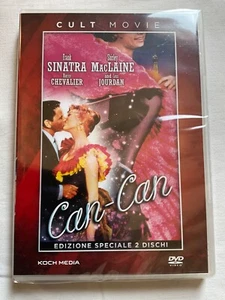 CULT MOVIE
Frank Shirley
SINATRA MacLAINE
Maurice and Louis
CHEVALIER JOURDAN
Can-Can
EDIZIONE SPECIALE 2 DISCHI
KOCH MEDIA DVD